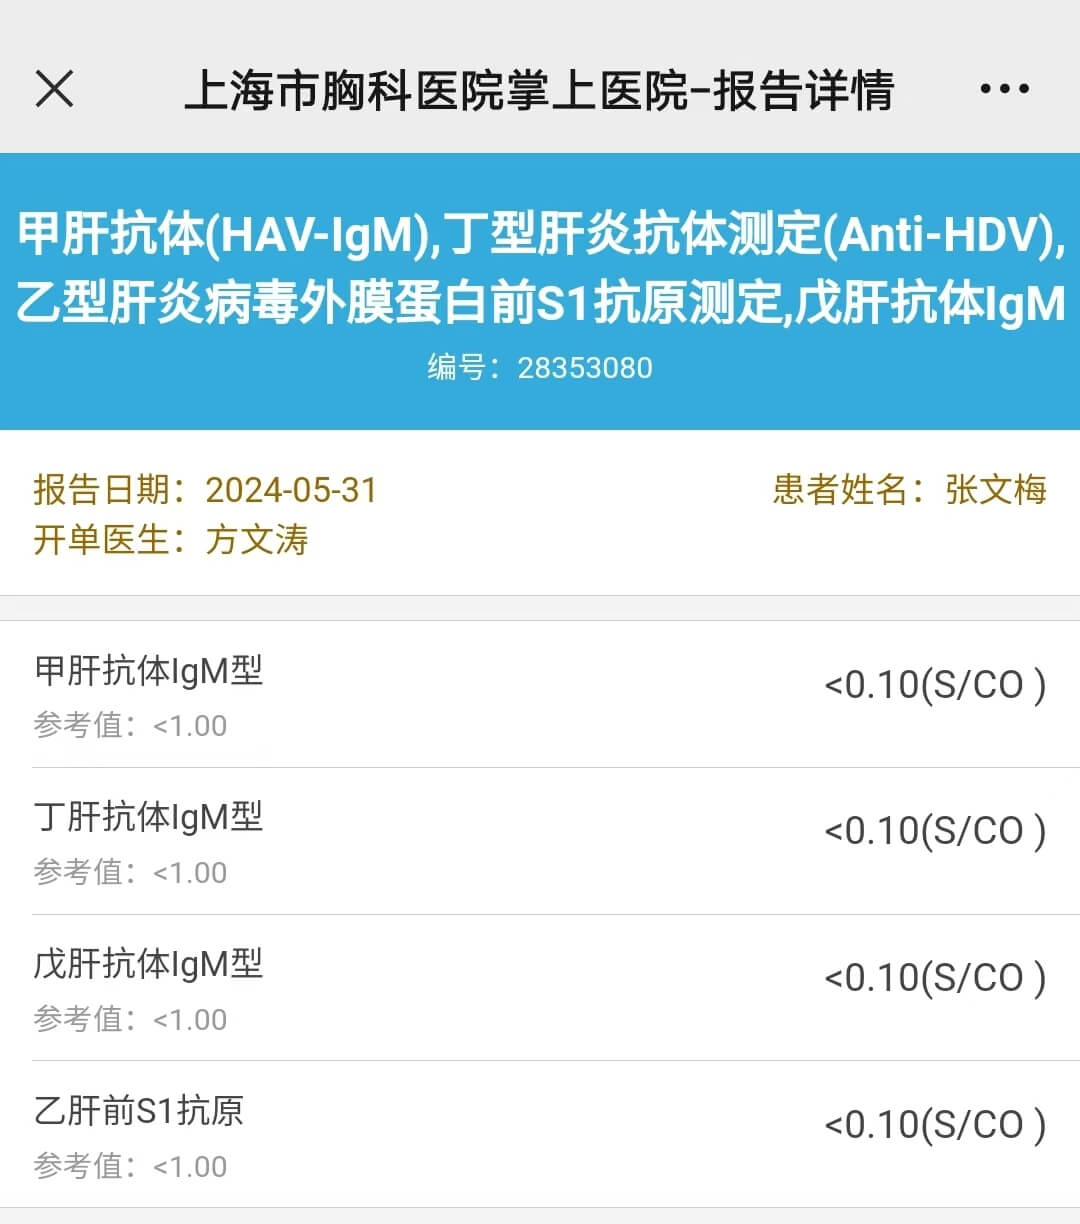 上海市胸科医院掌上医院-报告详情
甲肝抗体(HAV-IgM),丁型肝炎抗体测定(Anti-HDV),
乙型肝炎病毒外膜蛋白前S1抗原测定,戊肝抗体IgM
编号：28353080
报告日期：2024-05-31
患者姓名：张文梅
开单医生：方文涛
甲肝抗体IgM型
<0.10(S/CO )
参考值：<1.00
丁肝抗体IgM型
<0.10(S/CO )
参考值：<1.00
戊肝抗体IgM型
<0.10(S/CO )
参考值：<1.00
乙肝前S1抗原
<0.10(S/CO )
参考值：<1.00